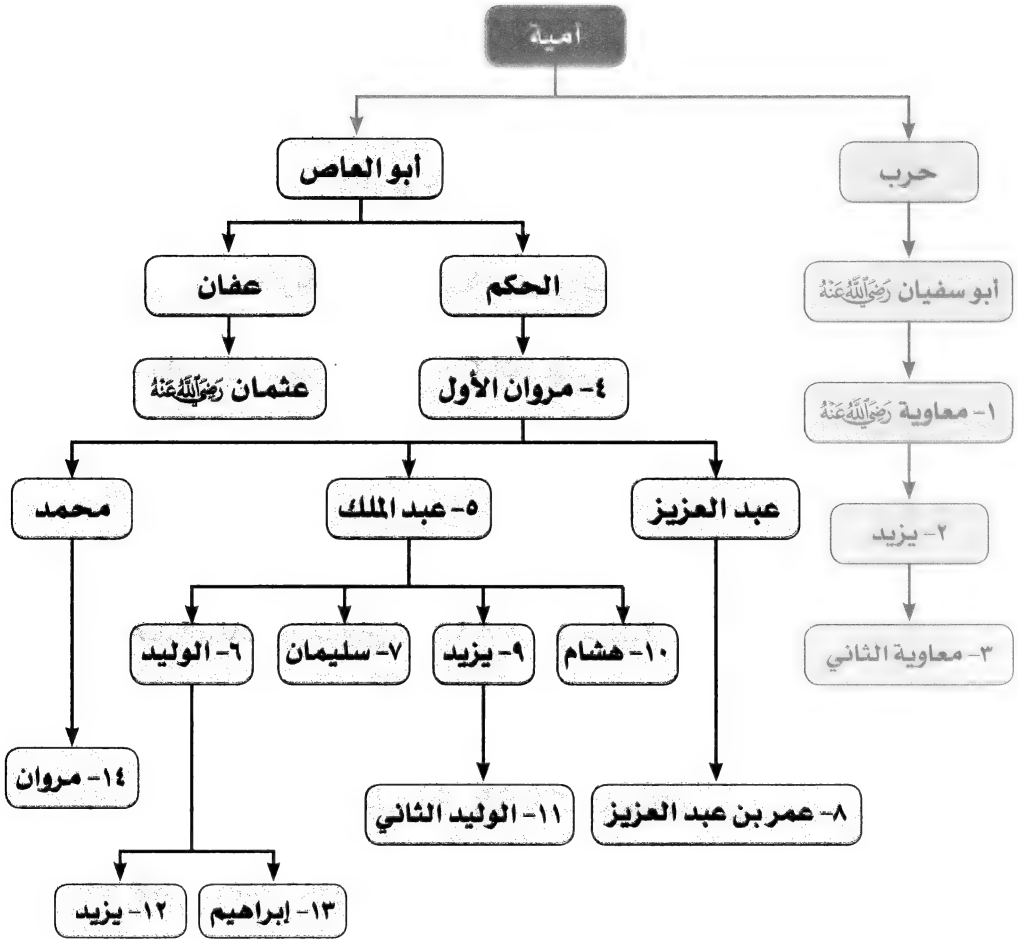 أمية
حرب
أبو العاص
أبو سفيان رَضِيَ اللَّهُ عَنْهُ
الحكم
عفان
١- معاوية رَضِيَ اللَّهُ عَنْهُ
٤- مروان الأول
عثمان رَضِيَ اللَّهُ عَنْهُ
٢- يزيد
عبد العزيز
٥- عبد الملك
محمد
٣- معاوية الثاني
١٠- هشام
٩- يزيد
٧- سليمان
٦- الوليد
١٤- مروان
٨- عمر بن عبد العزيز
١١- الوليد الثاني
١٣- إبراهيم
١٢- يزيد